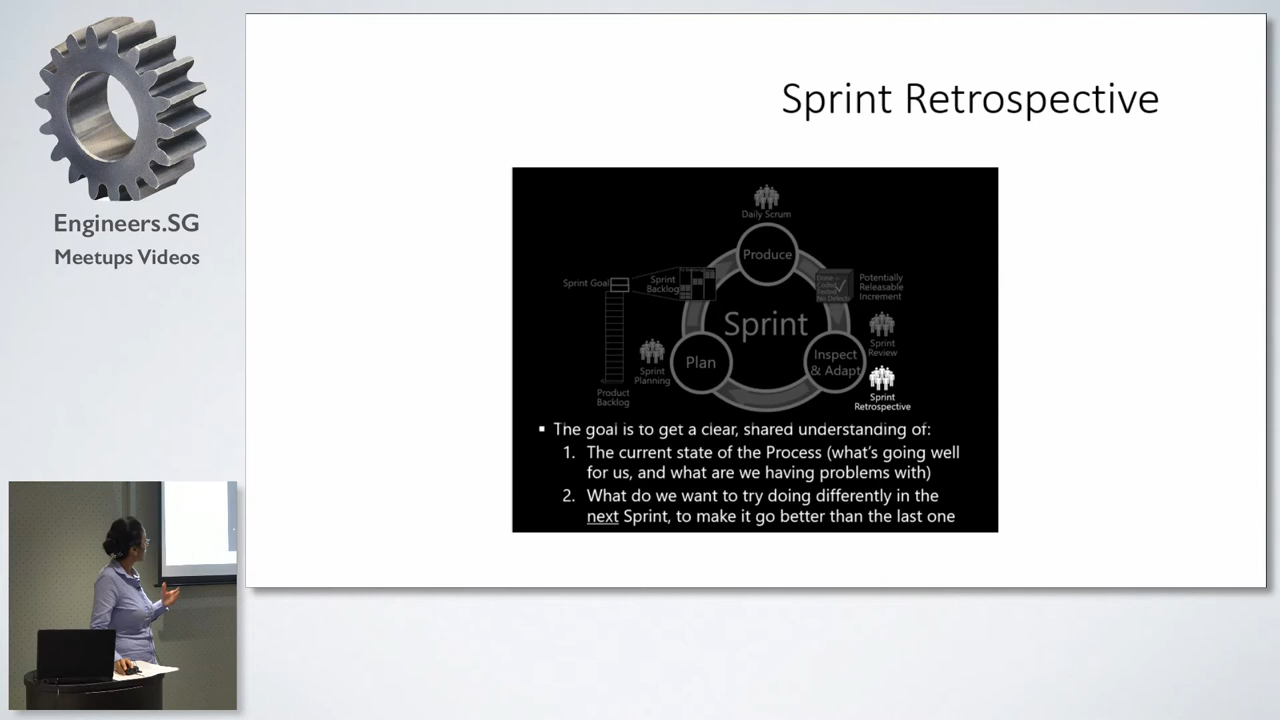 Engineers.SG
Meetups Videos
Sprint Retrospective
Daily Scrum
Produce
Sprint Goal
Sprint
Backlog
Potentially
Releasable
Increment
Sprint
Sprint
Review
Plan
Inspect
& Adapt
Sprint
Planning
Product
Backlog
Sprint
Retrospective
▪ The goal is to get a clear, shared understanding of:
1. The current state of the Process (what's going well
for us, and what are we having problems with)
2. What do we want to try doing differently in the
next Sprint, to make it go better than the last one